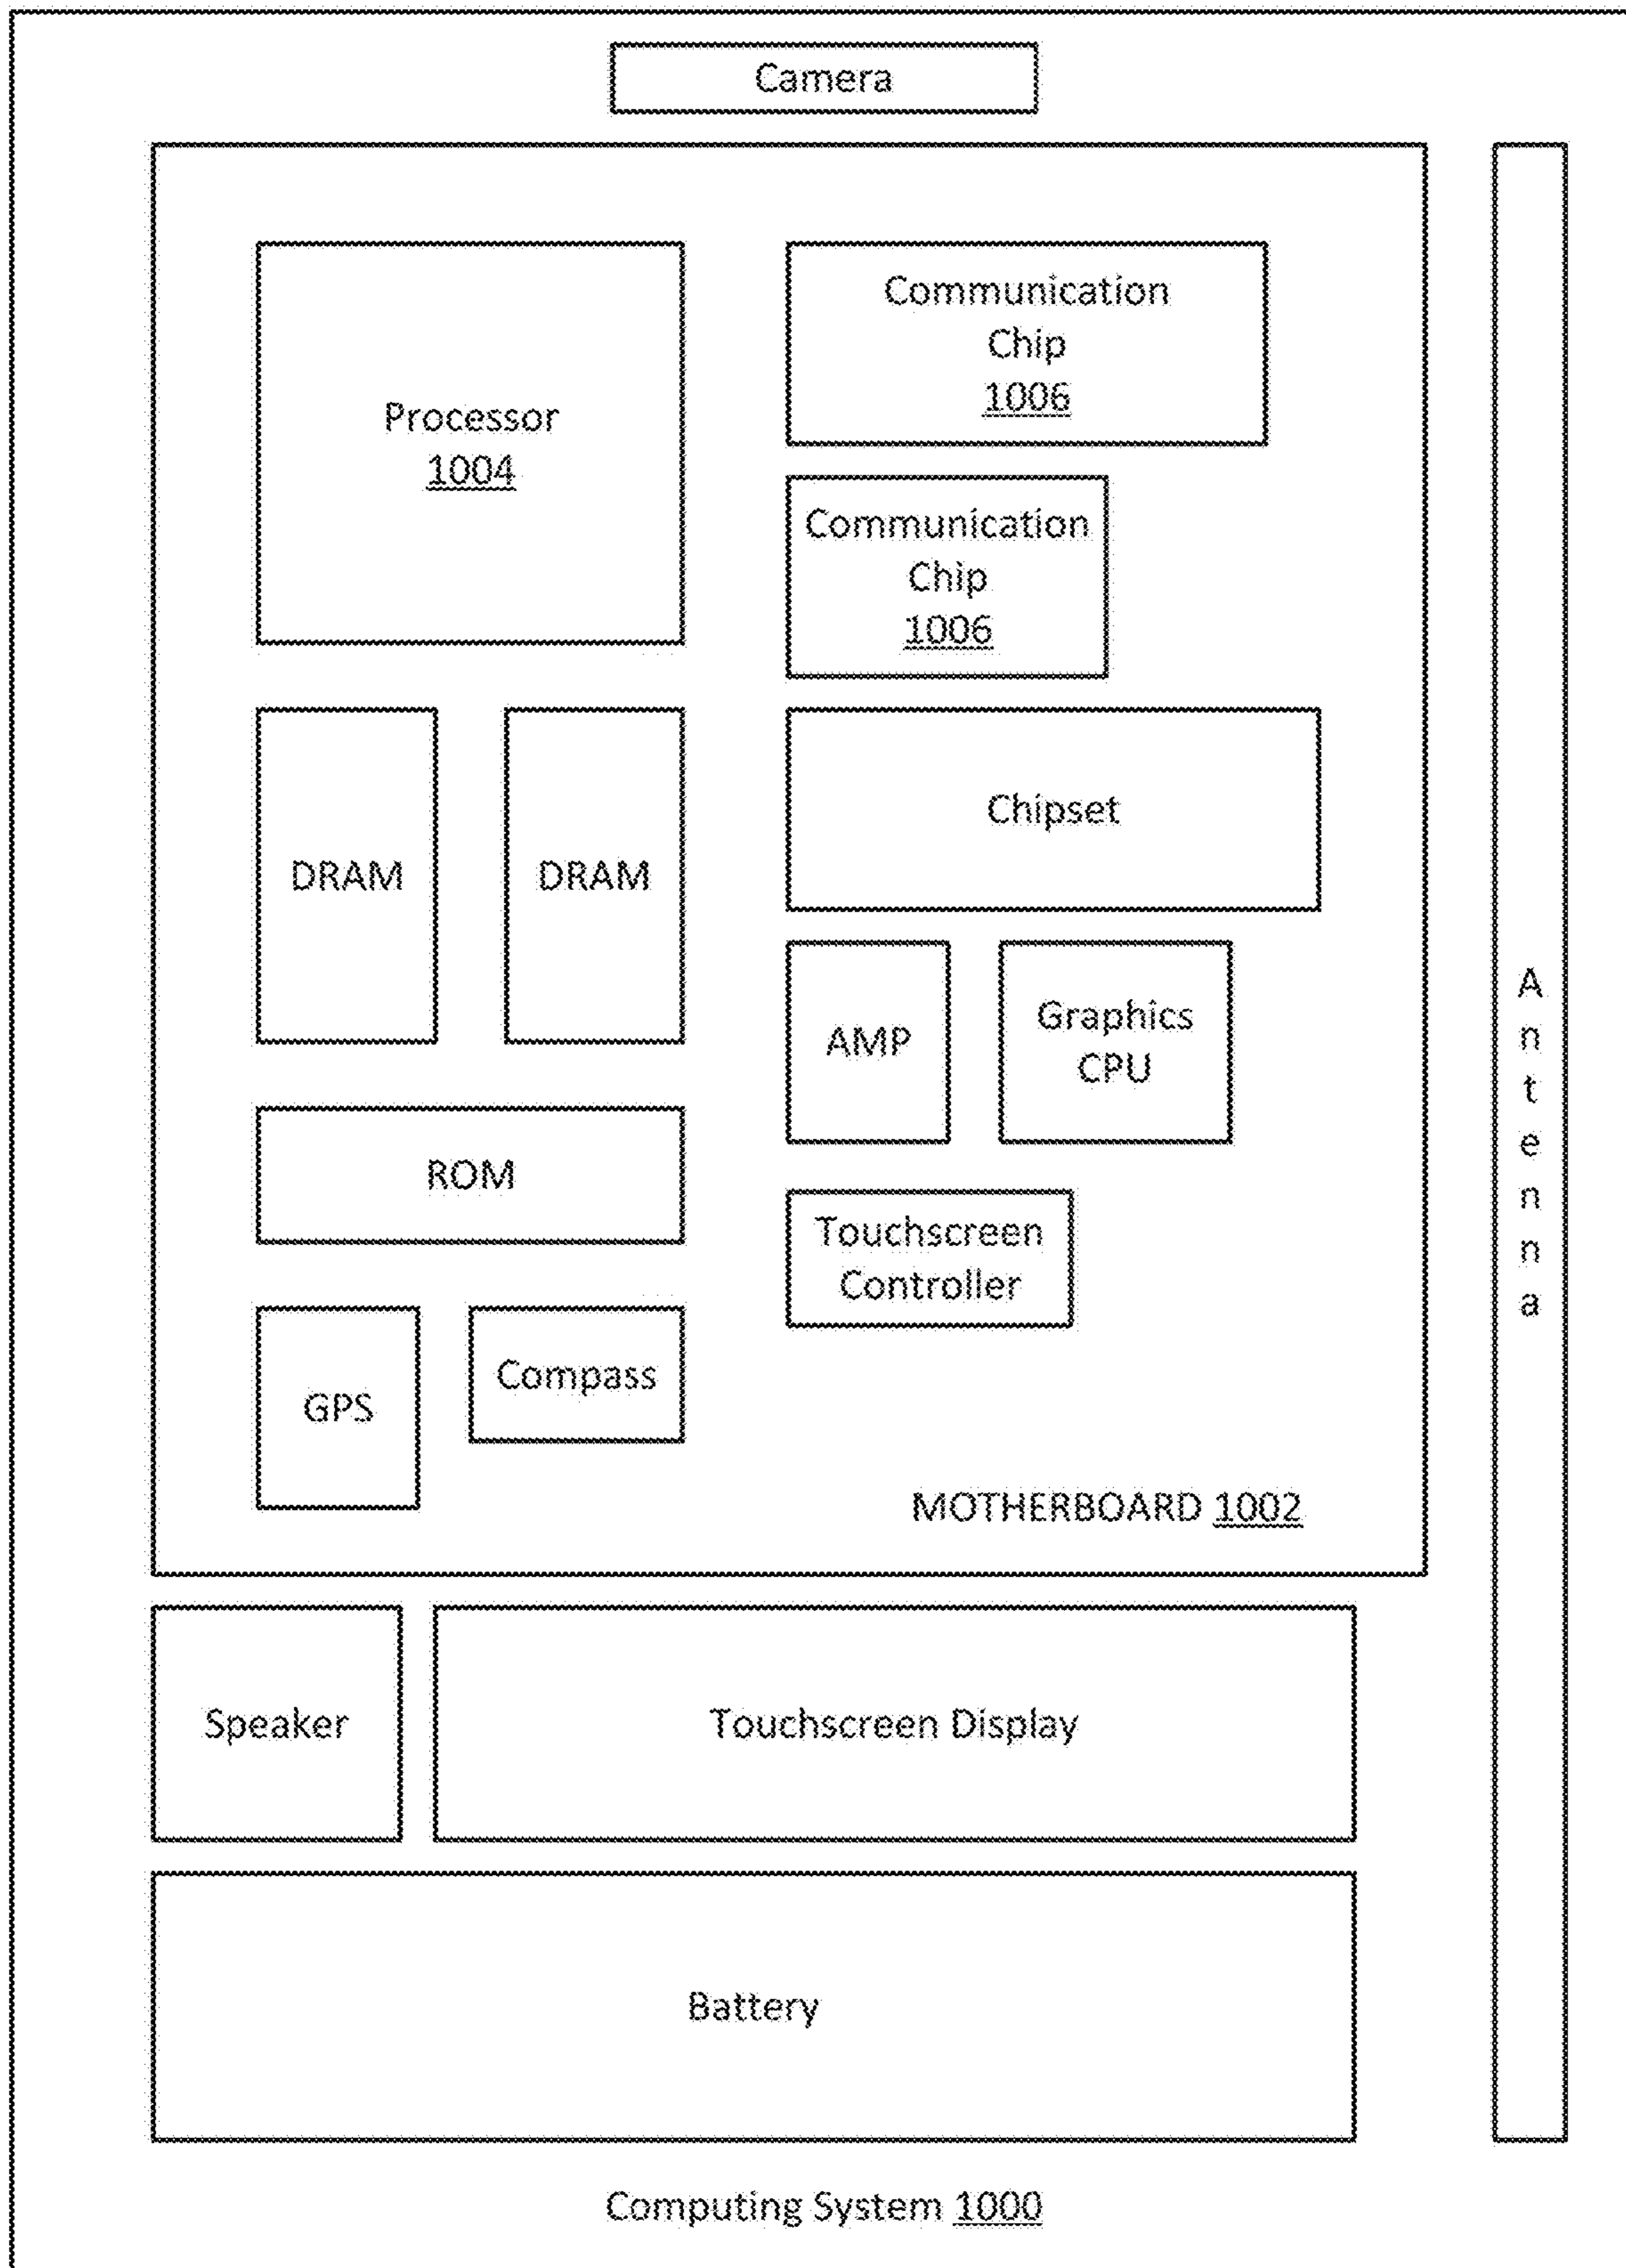 Camera
Processor
1004
Communication
Chip
1006
Communication
Chip
1006
DRAM
DRAM
Chipset
AMP
Graphics
CPU
ROM
Touchscreen
Controller
GPS
Compass
MOTHERBOARD 1002
Antenna
Speaker
Touchscreen Display
Battery
Computing System 1000